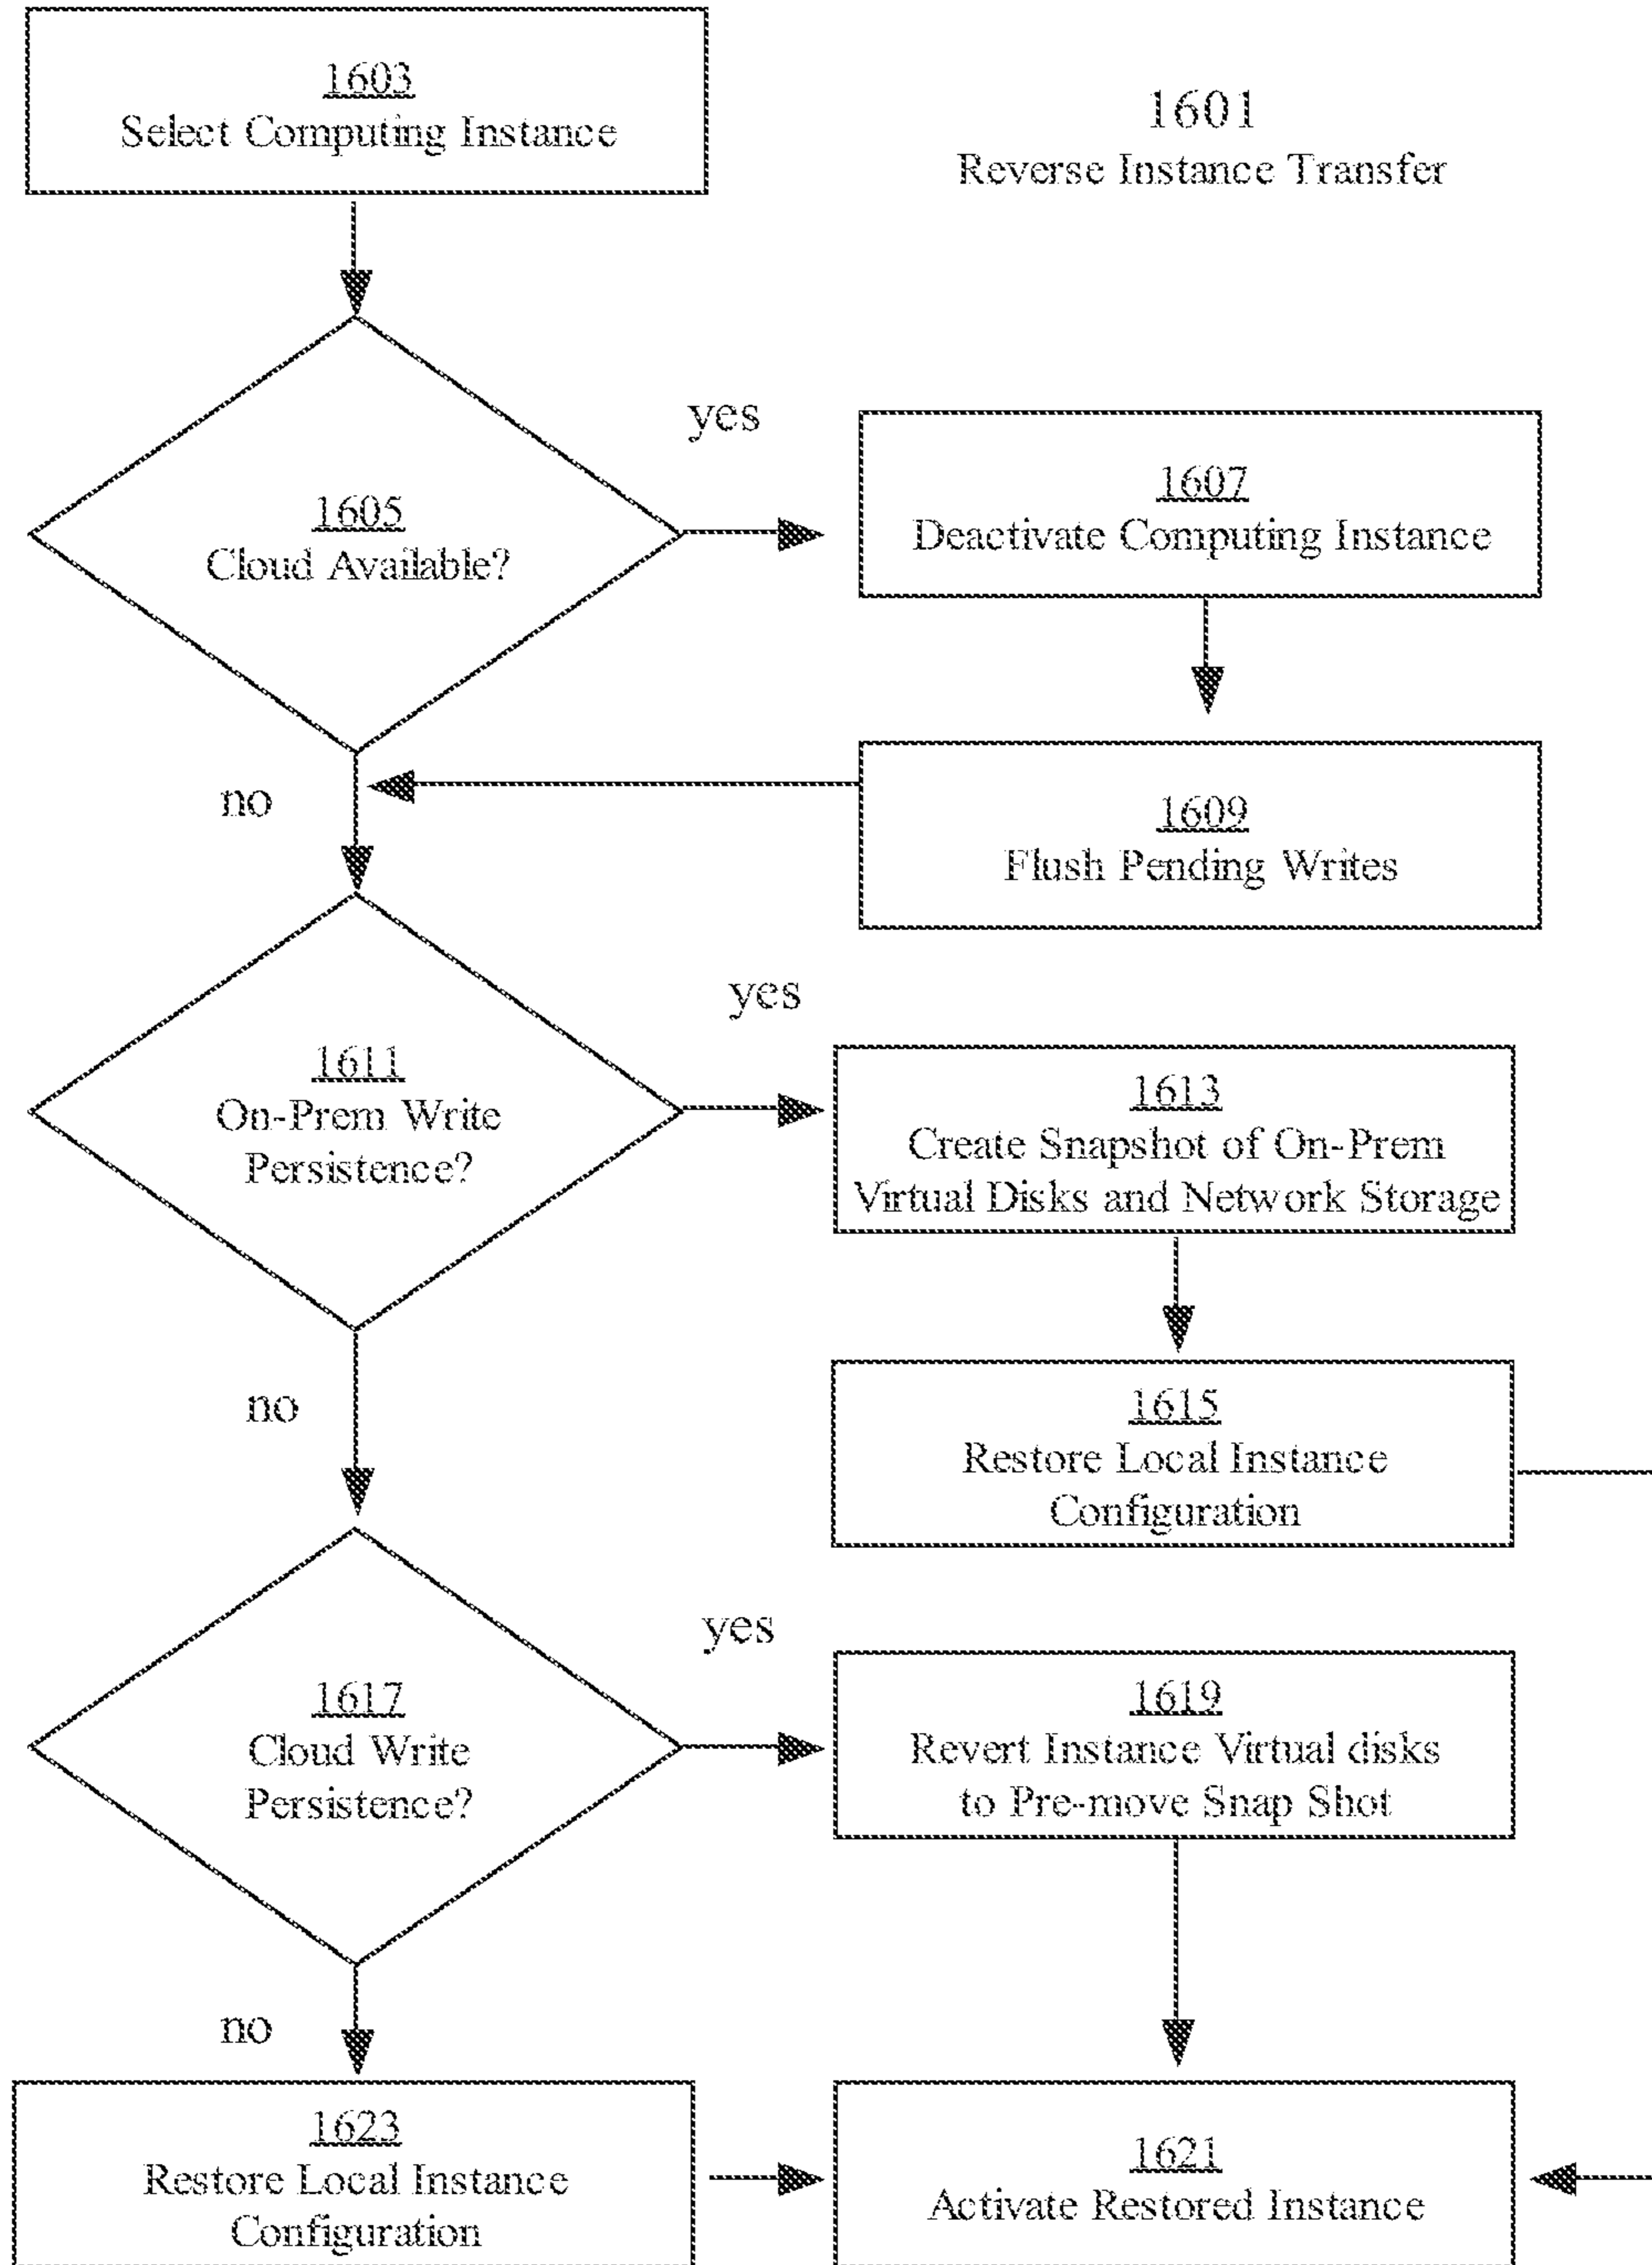 1603
Select Computing Instance
1601
Reverse Instance Transfer
yes
1605
Cloud Available?
1607
Deactivate Computing Instance
no
1609
Flush Pending Writes
yes
1611
On-Prem Write
Persistence?
1613
Create Snapshot of On-Prem
Virtual Disks and Network Storage
no
1615
Restore Local Instance
Configuration
yes
1617
Cloud Write
Persistence?
1619
Revert Instance Virtual disks
to Pre-move Snap Shot
no
1623
Restore Local Instance
Configuration
1621
Activate Restored Instance